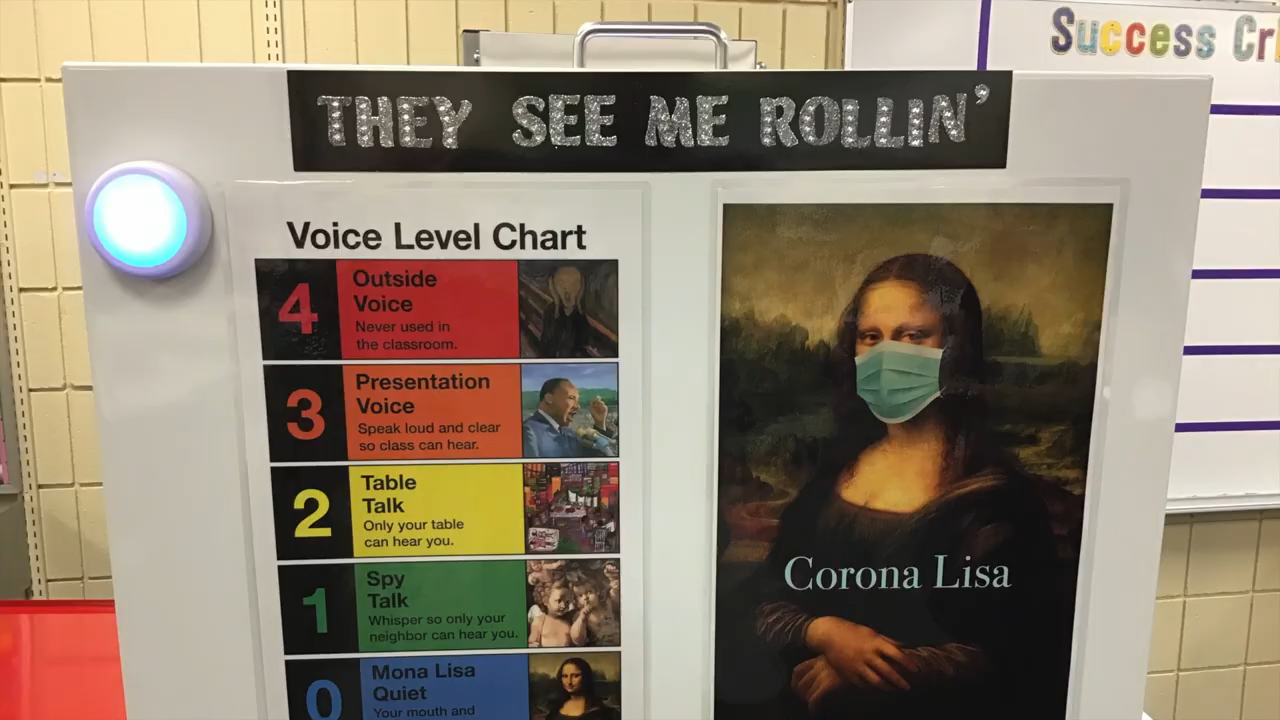 Success Cr
THEY SEE ME ROLLIN'
Voice Level Chart
4
Outside
Voice
Never used in
the classroom.
3
Presentation
Voice
Speak loud and clear
so class can hear.
2
Table
Talk
Only your table
can hear you.
1
Spy
Talk
Whisper so only your
neighbor can hear you.
0
Mona Lisa
Quiet
Your mouth and
Corona Lisa